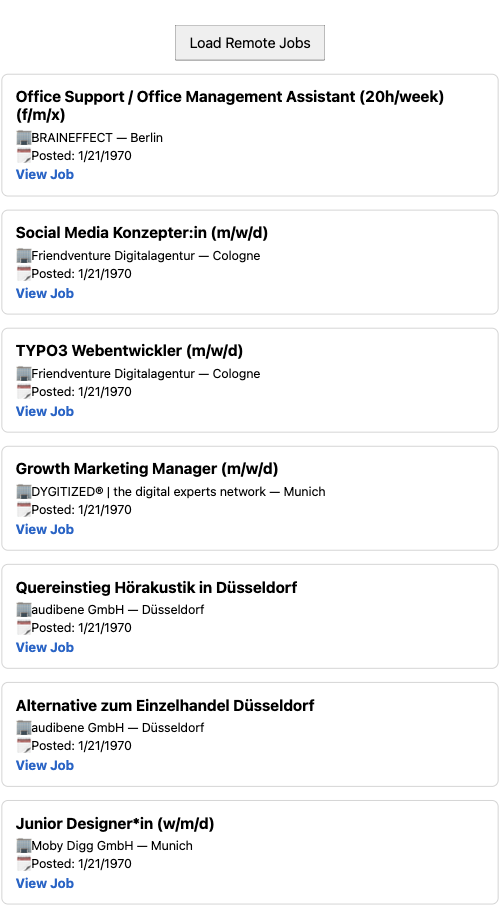 Load Remote Jobs
Office Support / Office Management Assistant (20h/week)
(f/m/x)
BRAINEFFECT — Berlin
Posted: 1/21/1970
View Job
Social Media Konzepter:in (m/w/d)
Friendventure Digitalagentur — Cologne
Posted: 1/21/1970
View Job
TYPO3 Webentwickler (m/w/d)
Friendventure Digitalagentur — Cologne
Posted: 1/21/1970
View Job
Growth Marketing Manager (m/w/d)
DYGITIZED® | the digital experts network — Munich
Posted: 1/21/1970
View Job
Quereinstieg Hörakustik in Düsseldorf
audibene GmbH — Düsseldorf
Posted: 1/21/1970
View Job
Alternative zum Einzelhandel Düsseldorf
audibene GmbH — Düsseldorf
Posted: 1/21/1970
View Job
Junior Designer*in (w/m/d)
Moby Digg GmbH — Munich
Posted: 1/21/1970
View Job